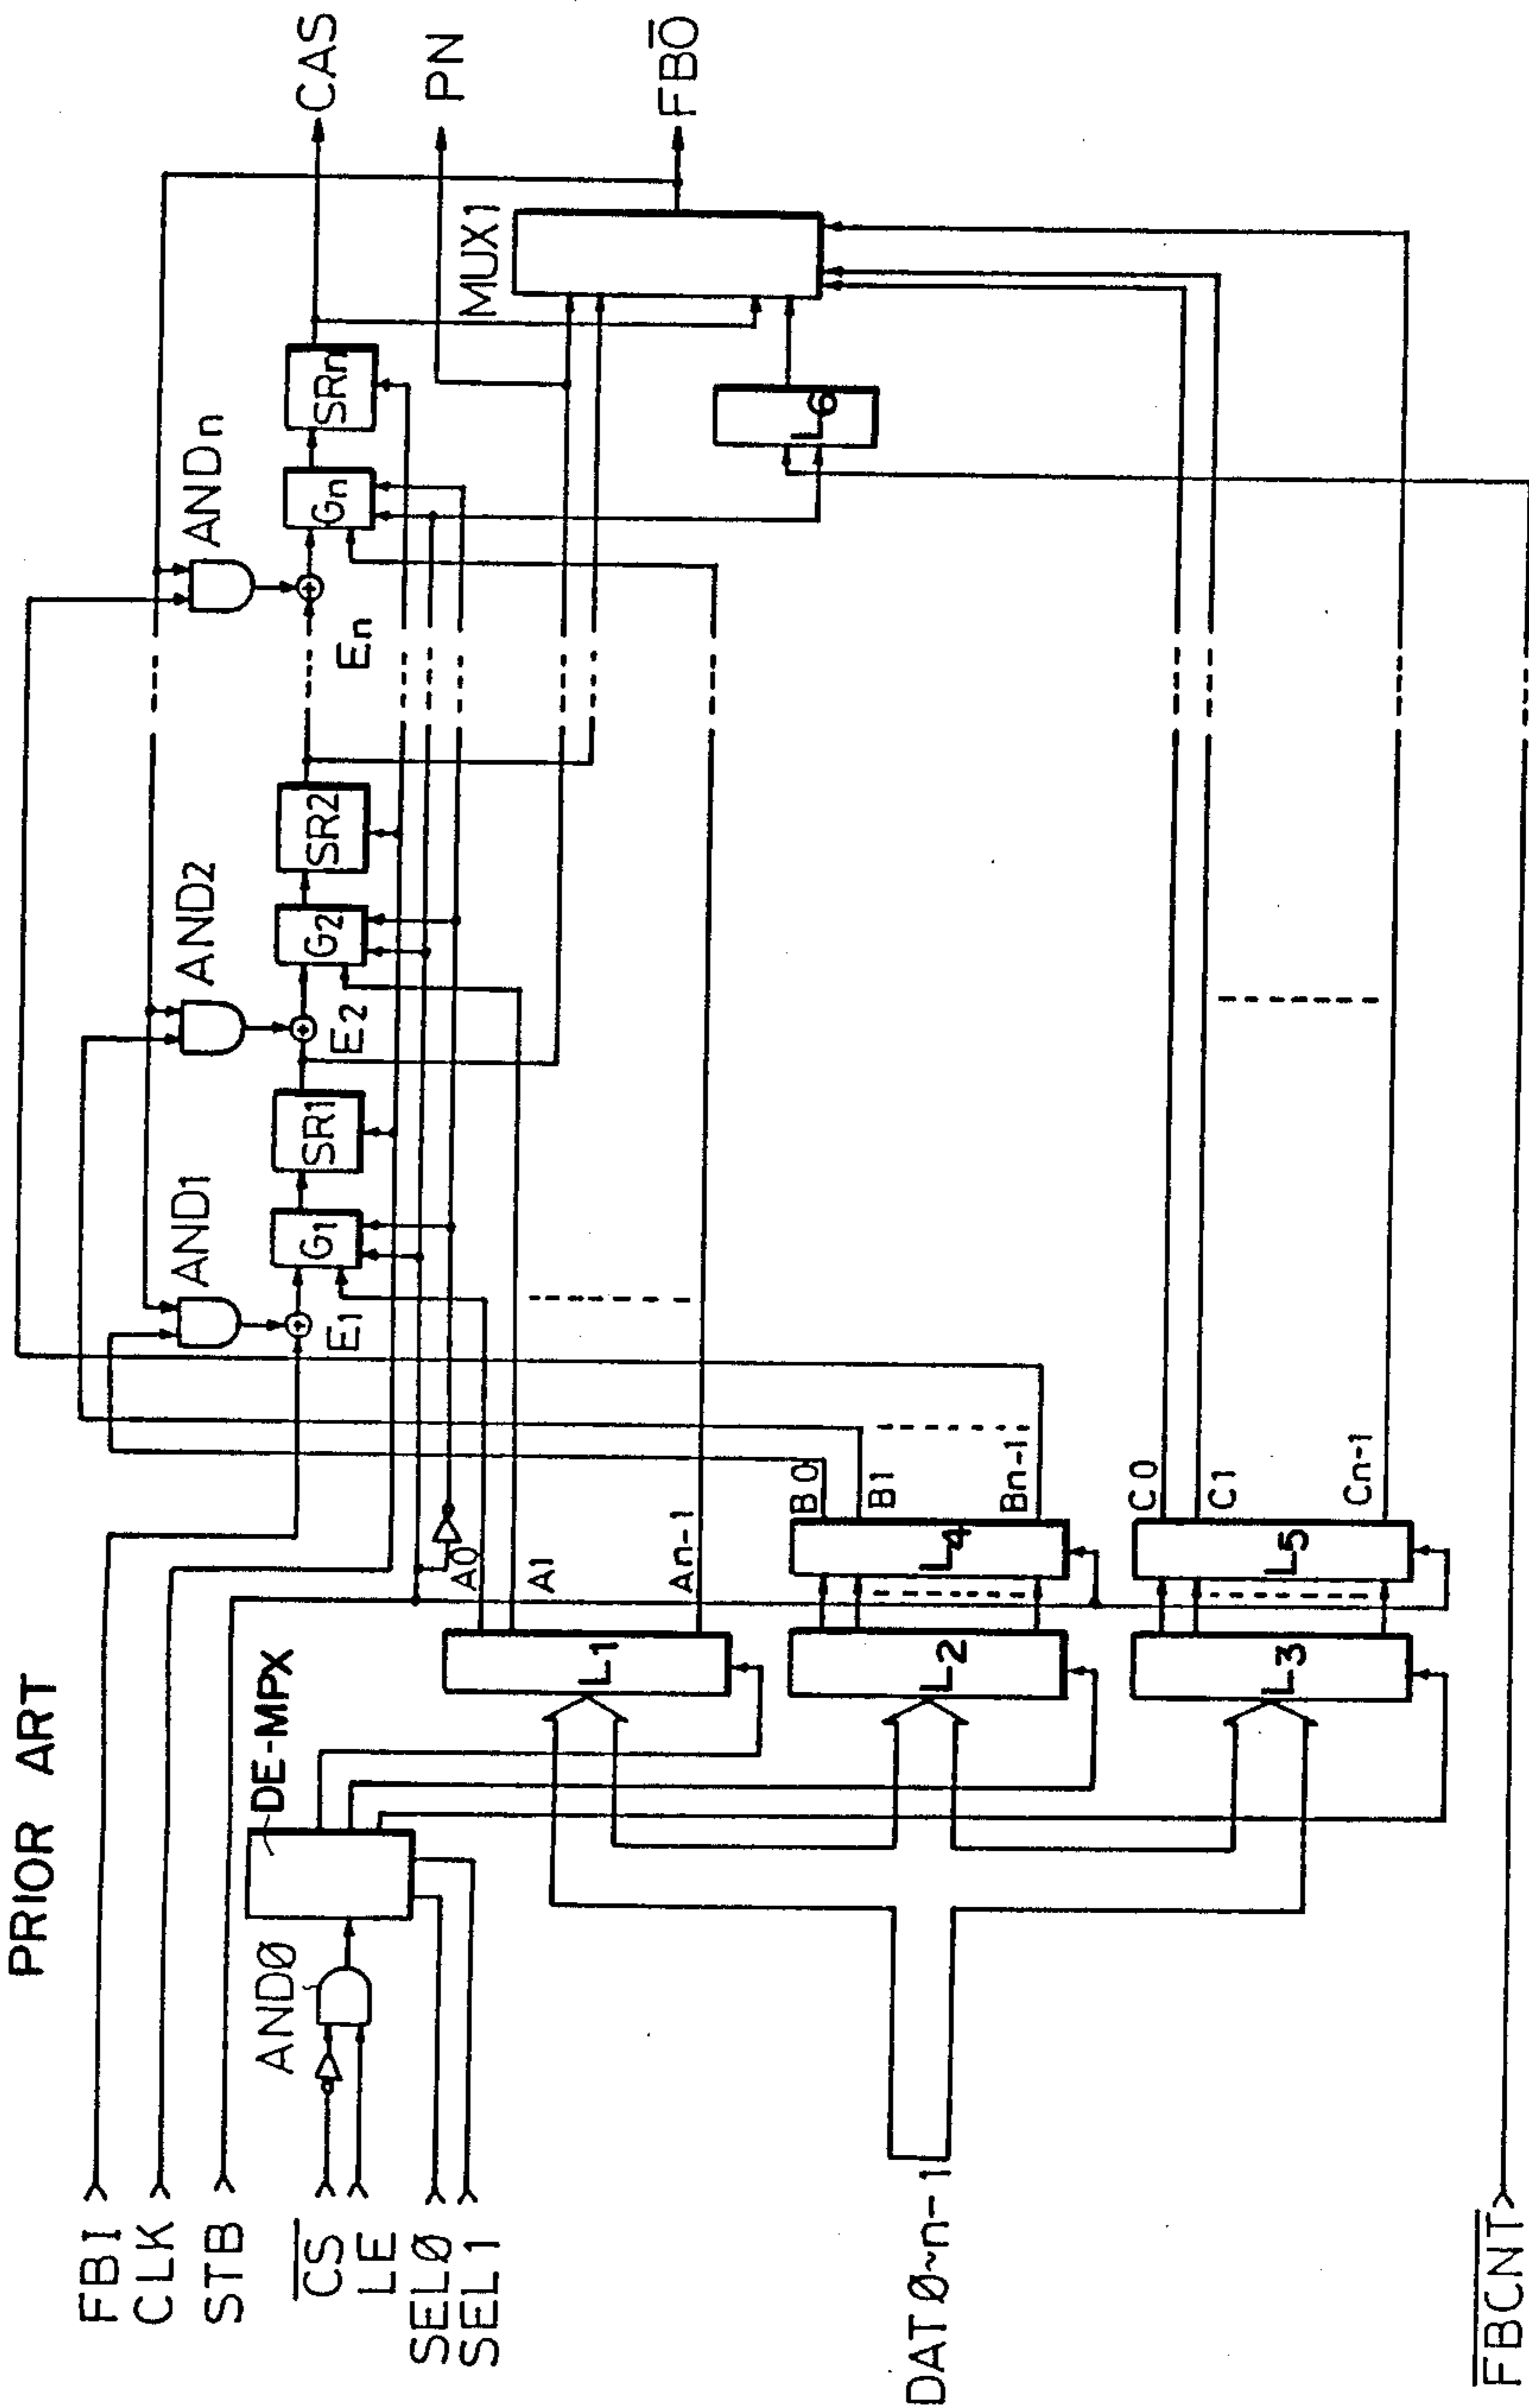 PRIOR ART
FBI
CLK
STB
C̅S̅
LE
SELØ
SEL1
DATØ~n-1
F̅B̅C̅N̅T̅
ANDØ
DE-MPX
L1
L2
L3
L4
L5
L6
A0
A1
An-1
B0
B1
Bn-1
C0
C1
Cn-1
AND1
AND2
ANDn
E1
E2
En
G1
SR1
G2
SR2
Gn
SRn
MUX1
CAS
PN
FBO̅